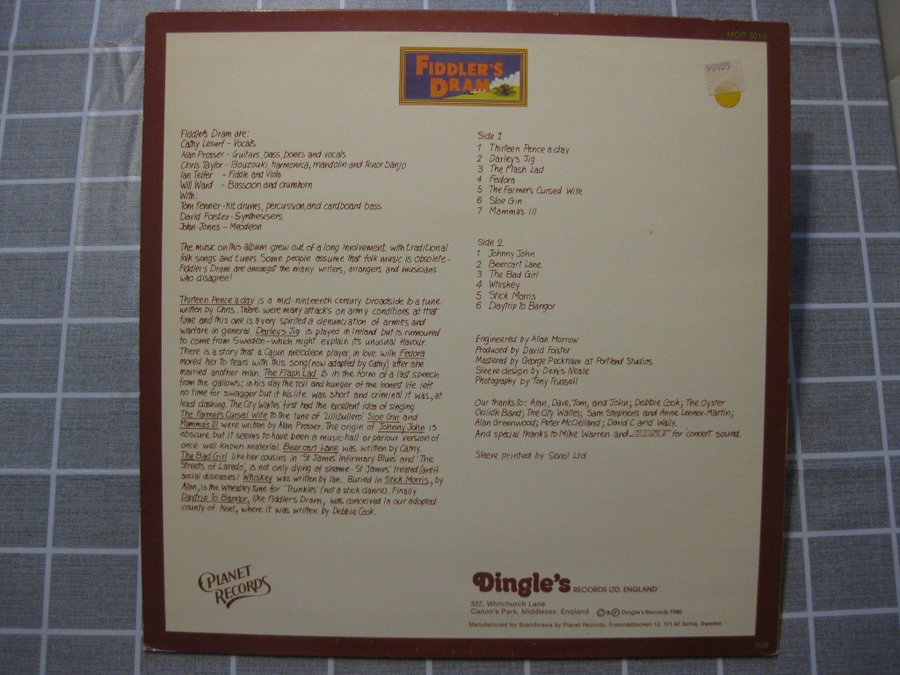 MDP 3013
90005
FIDDLER'S
DRAM
Fiddler's Dram are:
Cathy Lesurf - Vocals
Alan Prosser - Guitars, bass, bones and vocals
Chris Taylor - Bouzouki, harmonica, mandolin and Tenor banjo
Ian Telfer - Fiddle and Viola
Will Ward - Bassoon and crumhorn
With:
Tom Fenner - Kit drums, percussion, and cardboard bass
David Foister - Synthesisers
John Jones - Meodeon
The music on this album grew out of a long involvement with traditional
folk songs and tunes. Some people assume that folk music is obsolete -
Fiddler's Dram are amongst the many writers, arrangers and musicians
who disagree!
Thirteen Pence a day is a mid-nineteenth century broadside to a tune
written by Chris. There were many attacks on army conditions at that
time and this one is a very spirited denunciation of armies and
warfare in general. Darley's Jig is played in Ireland but is rumoured
to come from Sweden - which might explain its unusual flavour.
There is a story that a Cajun melodeon player in love with Fedora
moved her to tears with this song (now adapted by Cathy) after she
married another man. The Flash Lad is in the form of a last speech
from the gallows; in his day the toil and hunger of the honest life left
no time for swagger but if his life was short and criminal it was, at
least dashing. The City Waites first had the excellent idea of singing
The Farmer's Cursed Wife to the tune of 'Lillibullero' Sloe Gin and
Mamma's Ill were written by Alan Prosser. The origin of Johnny John is
obscure but it seems to have been a music-hall or parlour version of
once well known material. Beercart Lane was written by Cathy.
The Bad Girl like her cousins in 'St James' Infirmary Blues' and 'The
Streets of Laredo', is not only dying of shame - St James' treated (anti)
social diseases! Whiskey was written by Ian. Buried in Stick Morris, by
Alan, is the Wheatley tune for 'Trunkles' (not a stick dance). Finally
Daytrip To Bangor, like Fiddler's Dram, was conceived in our adopted
county of Kent, where it was written by Debbie Cook.
Side 1
1 Thirteen Pence a day
2 Darley's Jig
3 The Flash Lad
4 Fedora
5 The Farmer's Cursed Wife
6 Sloe Gin
7 Mamma's Ill
Side 2
1 Johnny John
2 Beercart Lane
3 The Bad Girl
4 Whiskey
5 Stick Morris
6 Daytrip To Bangor
Engineered by Allan Morrow
Produced by David Foister
Mastered by George Peckham at Portland Studios
Sleeve design by Denis Neale
Photography by Tony Russell
Our thanks to: Alan, Dave, Tom, and John; Debbie Cook; The Oyster
Ceilidh Band; The City Waites; Sam Stephens and Anne Lennox-Martin;
Alan Greenwood; Peter McClelland; David C and Wally.
And special thanks to Mike Warren and for concert sound.
Sleeve printed by Senol Ltd
PLANET
RECORDS
Dingle's RECORDS LTD. ENGLAND
322, Whitchurch Lane
Canon's Park, Middlesex, England © & ℗ Dingle's Records 1980
Manufactured for Scandinavia by Planet Records, Framnäsbacken 12, 171 42 Solna, Sweden